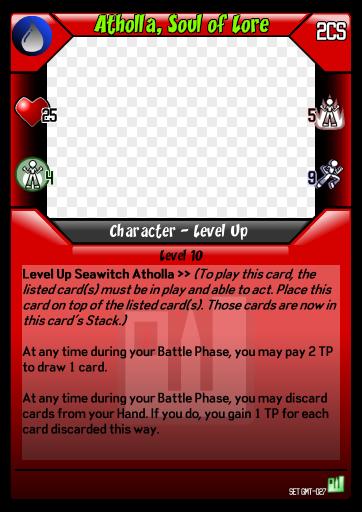 Atholla, Soul of Lore
2CS
25
5
4
9
Character - Level Up
Level 10
Level Up Seawitch Atholla >> (To play this card, the
listed card(s) must be in play and able to act. Place this
card on top of the listed card(s). Those cards are now in
this card's Stack.)
At any time during your Battle Phase, you may pay 2 TP
to draw 1 card.
At any time during your Battle Phase, you may discard
cards from your Hand. If you do, you gain 1 TP for each
card discarded this way.
SET GMT-027